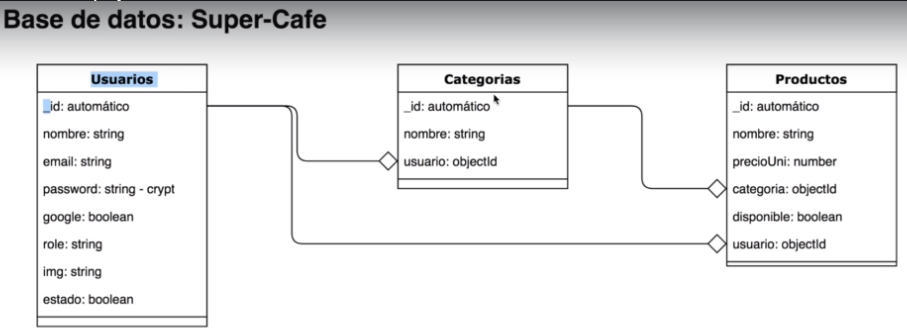 Base de datos: Super-Cafe
Usuarios
_id: automático
nombre: string
email: string
password: string - crypt
google: boolean
role: string
img: string
estado: boolean
Categorias
_id: automático
nombre: string
usuario: objectId
Productos
_id: automático
nombre: string
precioUni: number
categoria: objectId
disponible: boolean
usuario: objectId